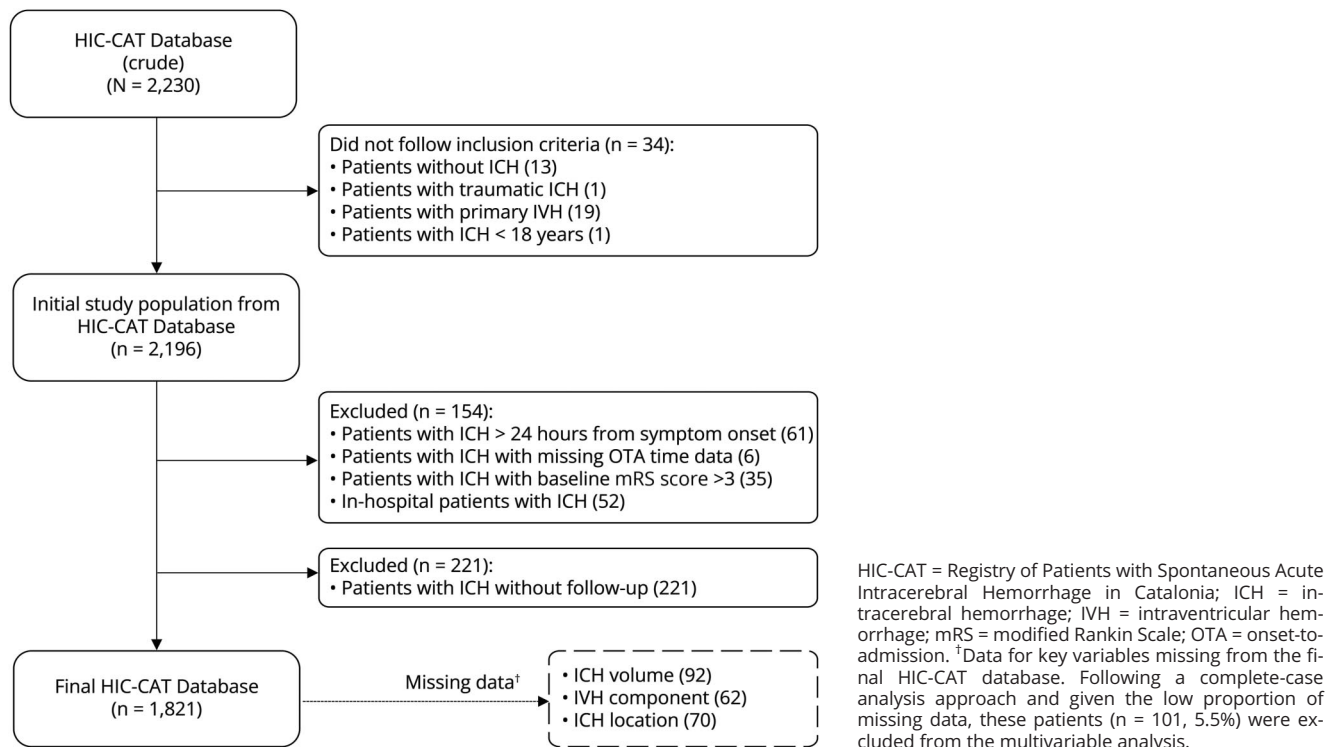 HIC-CAT Database
(crude)
(N = 2,230)
Did not follow inclusion criteria (n = 34):
• Patients without ICH (13)
• Patients with traumatic ICH (1)
• Patients with primary IVH (19)
• Patients with ICH < 18 years (1)
Initial study population from
HIC-CAT Database
(n = 2,196)
Excluded (n = 154):
• Patients with ICH > 24 hours from symptom onset (61)
• Patients with ICH with missing OTA time data (6)
• Patients with ICH with baseline mRS score >3 (35)
• In-hospital patients with ICH (52)
Excluded (n = 221):
• Patients with ICH without follow-up (221)
Final HIC-CAT Database
(n = 1,821)
Missing data†
• ICH volume (92)
• IVH component (62)
• ICH location (70)
HIC-CAT = Registry of Patients with Spontaneous Acute
Intracerebral Hemorrhage in Catalonia; ICH = in-
tracerebral hemorrhage; IVH = intraventricular hem-
orrhage; mRS = modified Rankin Scale; OTA = onset-to-
admission. †Data for key variables missing from the fi-
nal HIC-CAT database. Following a complete-case
analysis approach and given the low proportion of
missing data, these patients (n = 101, 5.5%) were ex-
cluded from the multivariable analysis.